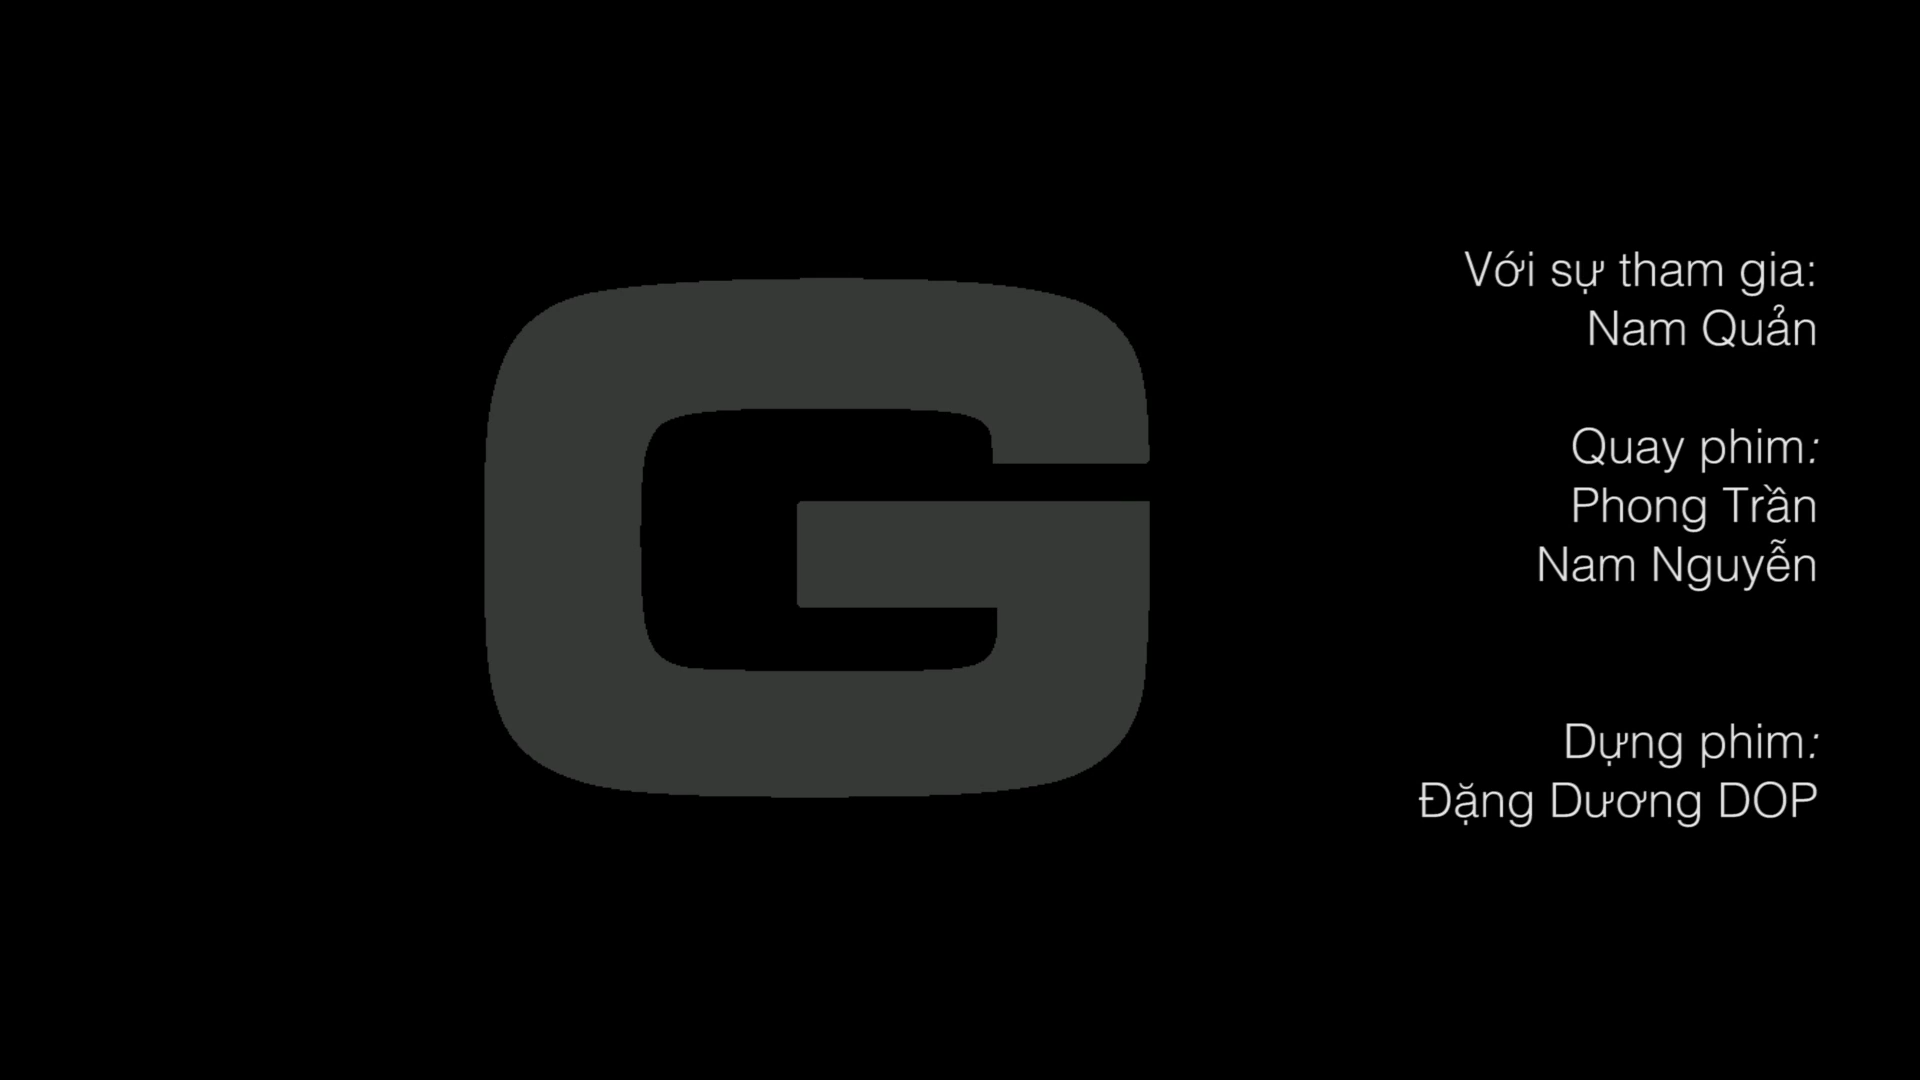 G
Với sự tham gia:
Nam Quản
Quay phim:
Phong Trần
Nam Nguyễn
Dựng phim:
Đặng Dương DOP